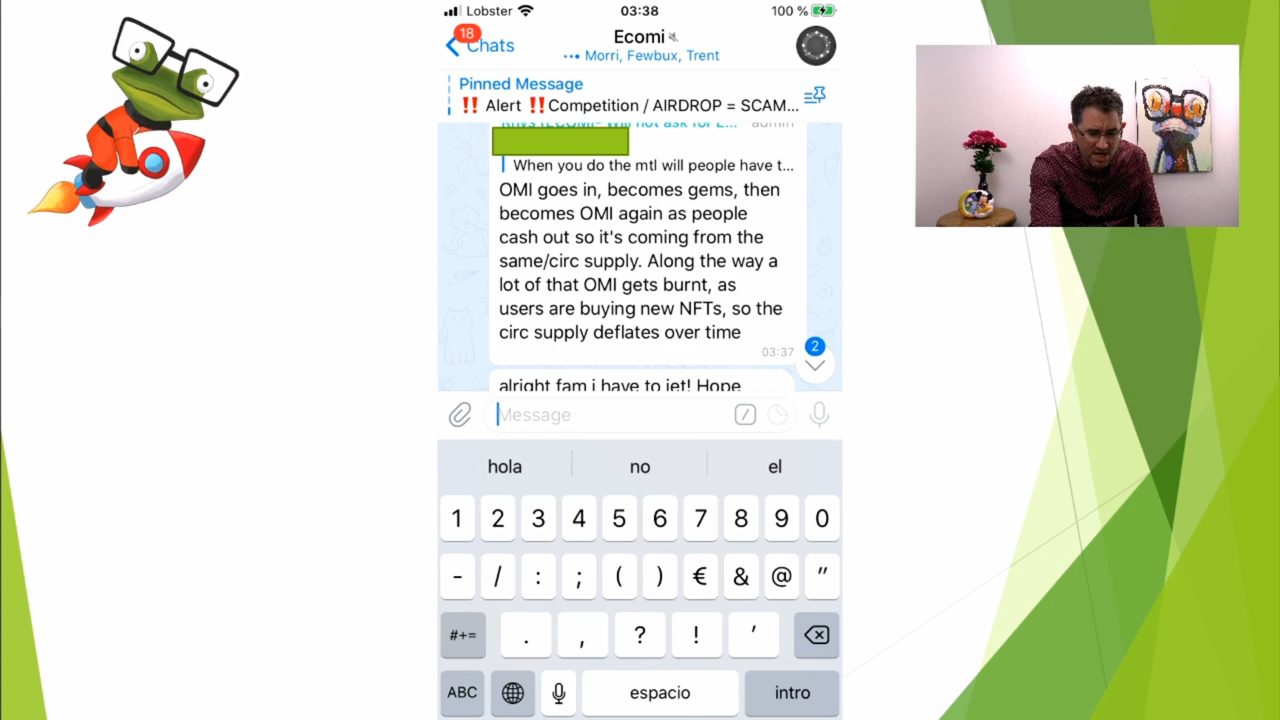 Lobster
03:38
100 %
18
Chats
Ecomi
Morri, Fewbux, Trent
Pinned Message
‼️ Alert ‼️Competition / AIRDROP = SCAM...
admin
When you do the mtl will people have t...
OMI goes in, becomes gems, then
becomes OMI again as people
cash out so it's coming from the
same/circ supply. Along the way a
lot of that OMI gets burnt, as
users are buying new NFTs, so the
circ supply deflates over time
03:37
2
alright fam i have to jet! Hope
Message
hola no el
1 2 3 4 5 6 7 8 9 0
- / : ; ( ) € & @ "
#+= . , ? ! '
ABC espacio intro